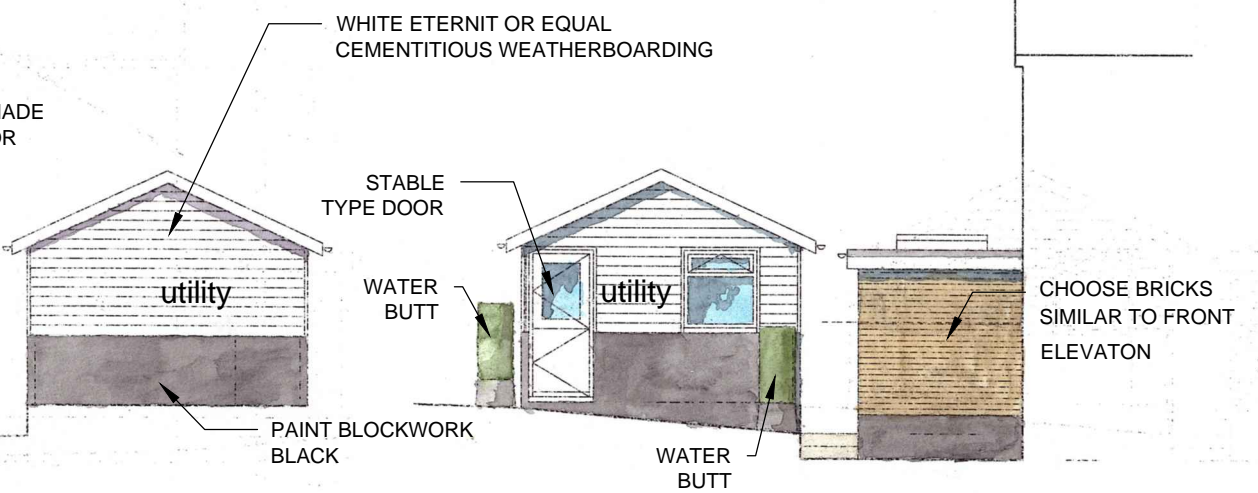 WHITE ETERNIT OR EQUAL
CEMENTITIOUS WEATHERBOARDING
STABLE
TYPE DOOR
utility
WATER
BUTT
utility
CHOOSE BRICKS
SIMILAR TO FRONT
ELEVATON
PAINT BLOCKWORK
BLACK
WATER
BUTT